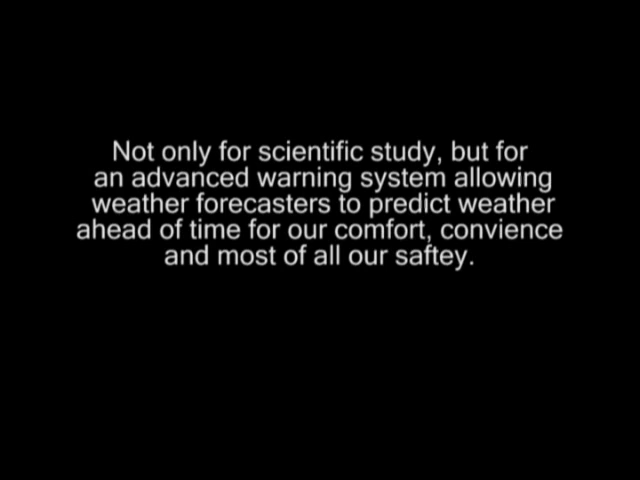 Not only for scientific study, but for
an advanced warning system allowing
weather forecasters to predict weather
ahead of time for our comfort, convience
and most of all our saftey.